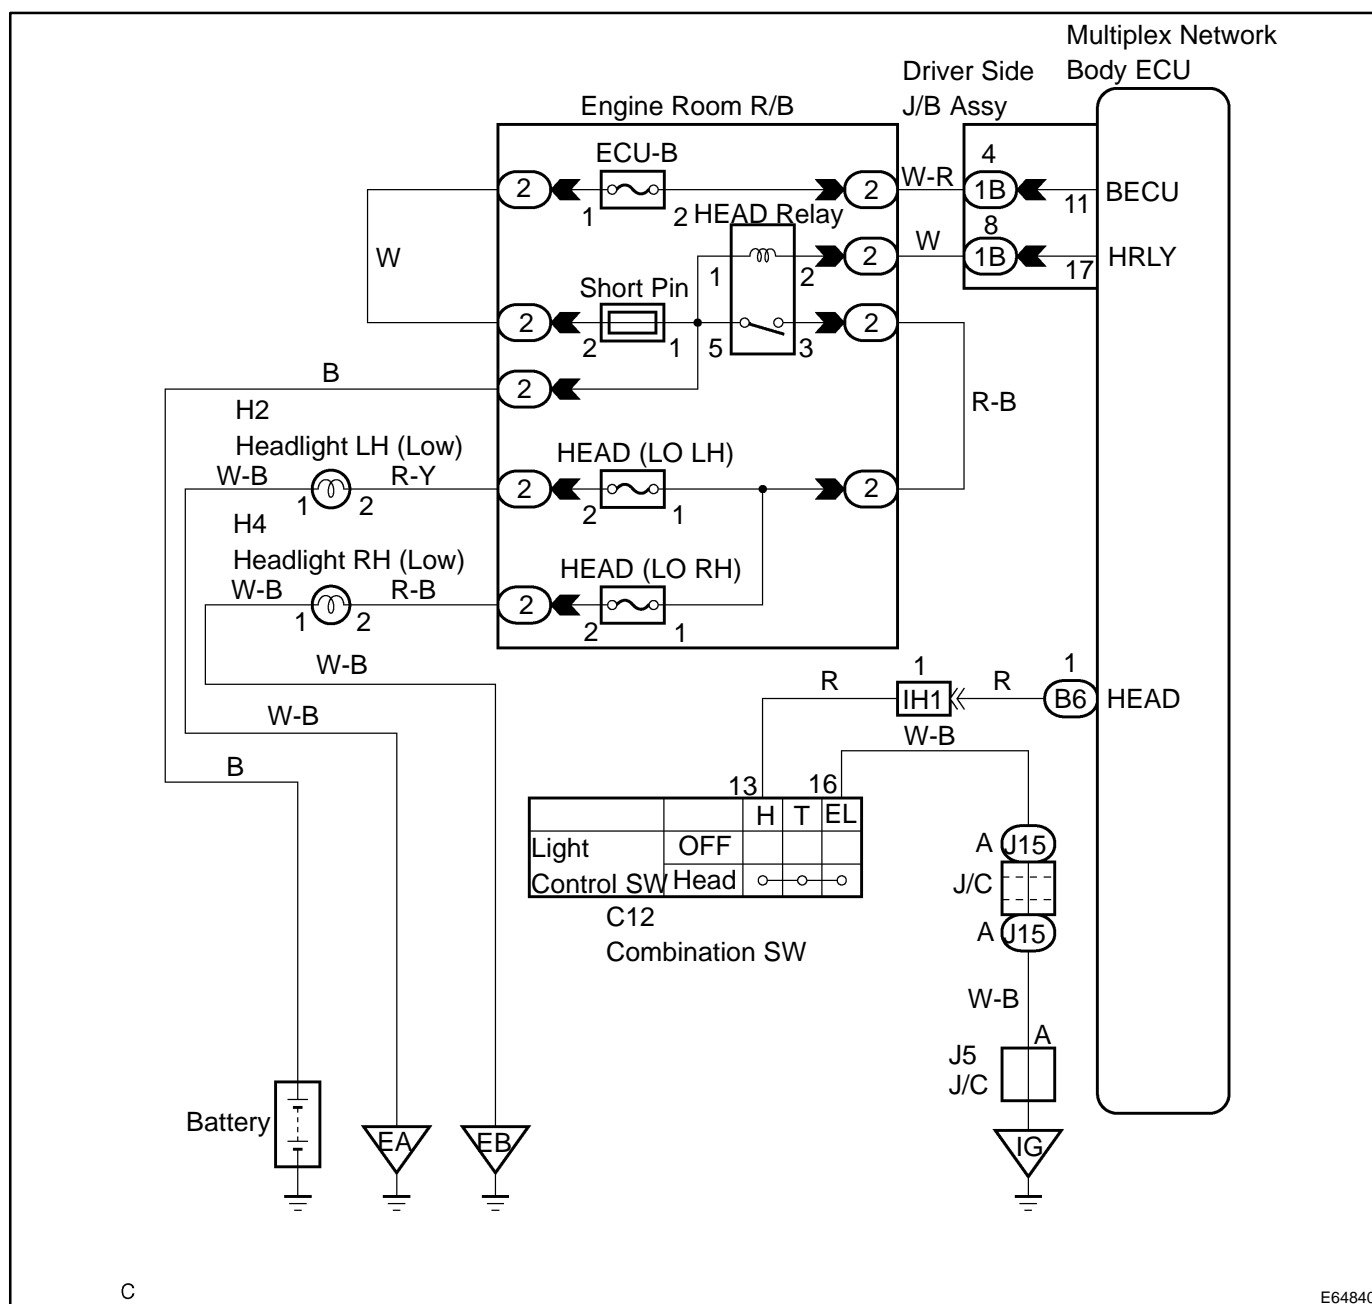 Multiplex Network
Body ECU
Driver Side
J/B Assy
Engine Room R/B
ECU-B
4
2
2
W-R
1B
11
BECU
1
2
HEAD Relay
8
W
2
W
1B
17
HRLY
1
2
Short Pin
2
2
2
1
5
3
B
2
R-B
H2
Headlight LH (Low)
HEAD (LO LH)
W-B
R-Y
2
2
1
2
2
1
H4
Headlight RH (Low)
HEAD (LO RH)
W-B
R-B
2
1
2
2
1
W-B
1
1
R
IH1
R
B6
HEAD
W-B
W-B
B
13
16
H
T
EL
Light
Control SW
OFF
Head
A
J15
J/C
C12
Combination SW
A
J15
W-B
A
J5
J/C
Battery
EA
EB
IG
C
E64840